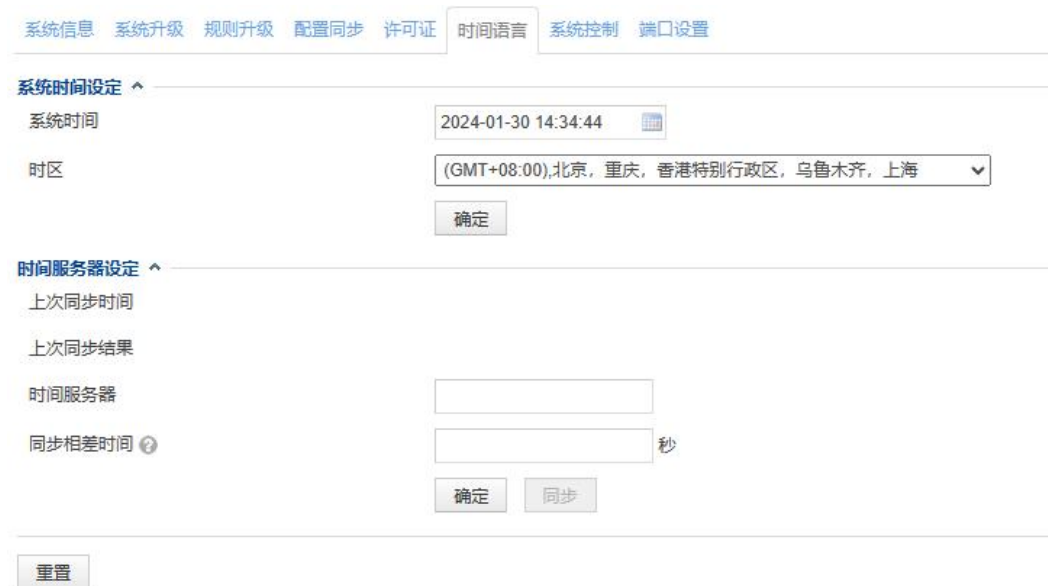 系统信息 系统升级 规则升级 配置同步 许可证 时间语言 系统控制 端口设置
系统时间设定
系统时间 2024-01-30 14:34:44
时区 (GMT+08:00),北京，重庆，香港特别行政区，乌鲁木齐，上海
确定
时间服务器设定
上次同步时间
上次同步结果
时间服务器
同步相差时间 ? 秒
确定 同步
重置